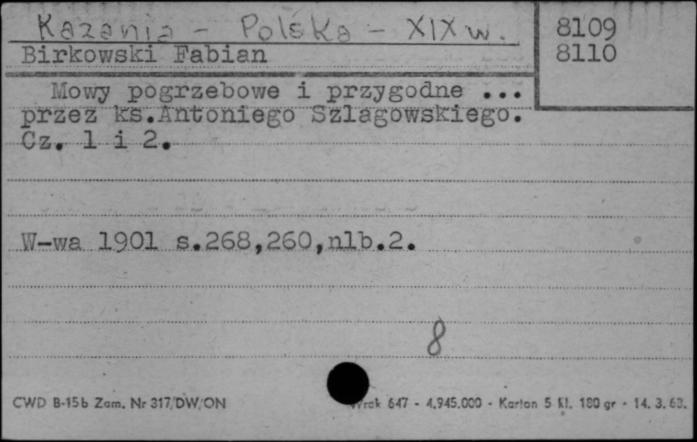 Kazania - Polska - XIX w.
8109
8110
Birkowski Fabian
Mowy pogrzebowe i przygodne ...
przez ks.Antoniego Szlagowskiego.
Cz. 1 i 2.
W-wa 1901 s.268,260,nlb.2.
8
CWD B-15b Zam. Nr 317/DW/ON
647 - 4.945.000 - Karton 5 kl. 180 gr - 14. 3. 63.